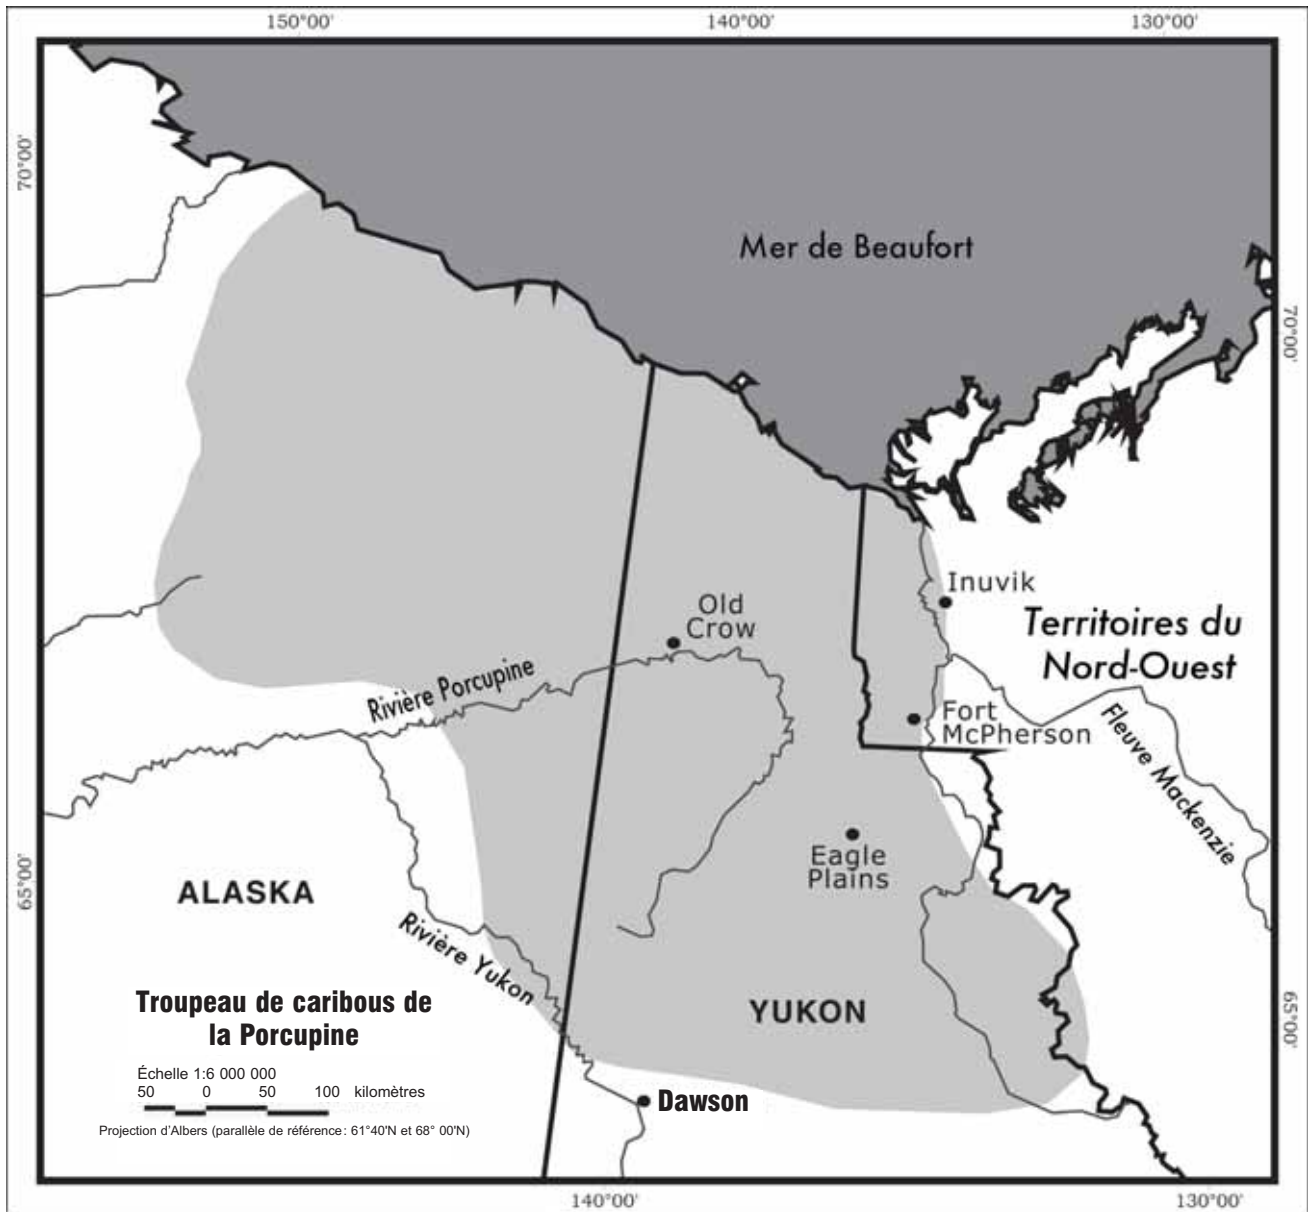 150°00'
140°00'
130°00'
70°00'
Mer de Beaufort
70°00'
Inuvik
Old
Crow
Territoires du
Nord-Ouest
Rivière Porcupine
Fort
McPherson
Fleuve Mackenzie
Eagle
Plains
65°00'
ALASKA
Rivière Yukon
YUKON
65°00'
Troupeau de caribous de
la Porcupine
Échelle 1:6 000 000
50 0 50 100 kilomètres
Projection d'Albers (parallèle de référence: 61°40'N et 68° 00'N)
Dawson
140°00'
130°00'